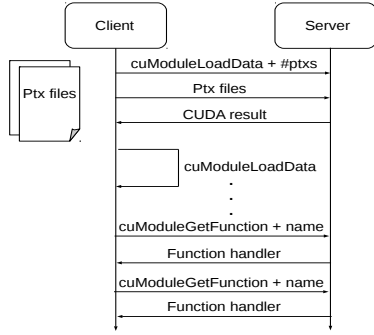 Client
Server
cuModuleLoadData + #ptxs
Ptx files
Ptx files
CUDA result
cuModuleLoadData
.
.
.
cuModuleGetFunction + name
Function handler
cuModuleGetFunction + name
Function handler